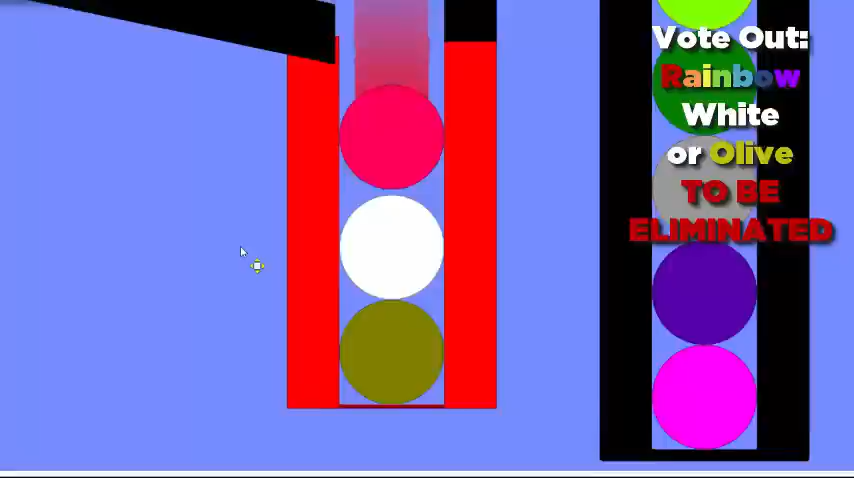 Vote Out:
Rainbow
White
or Olive
TO BE
ELIMINATED